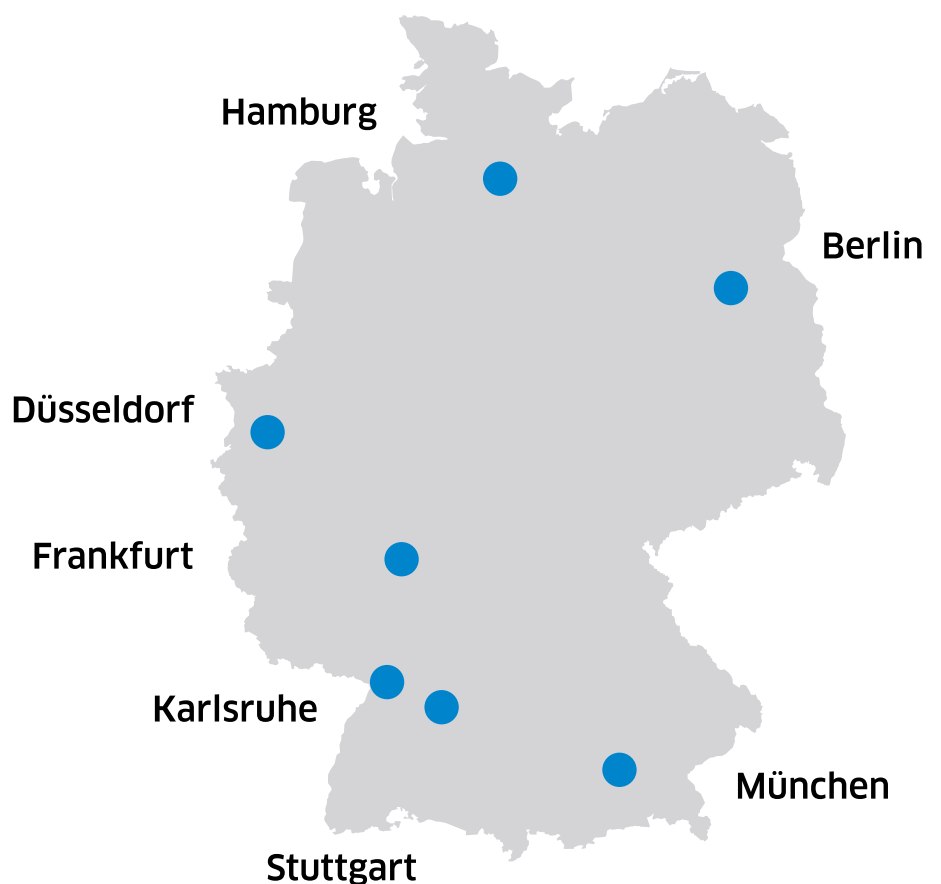 Hamburg
Berlin
Düsseldorf
Frankfurt
Karlsruhe
München
Stuttgart